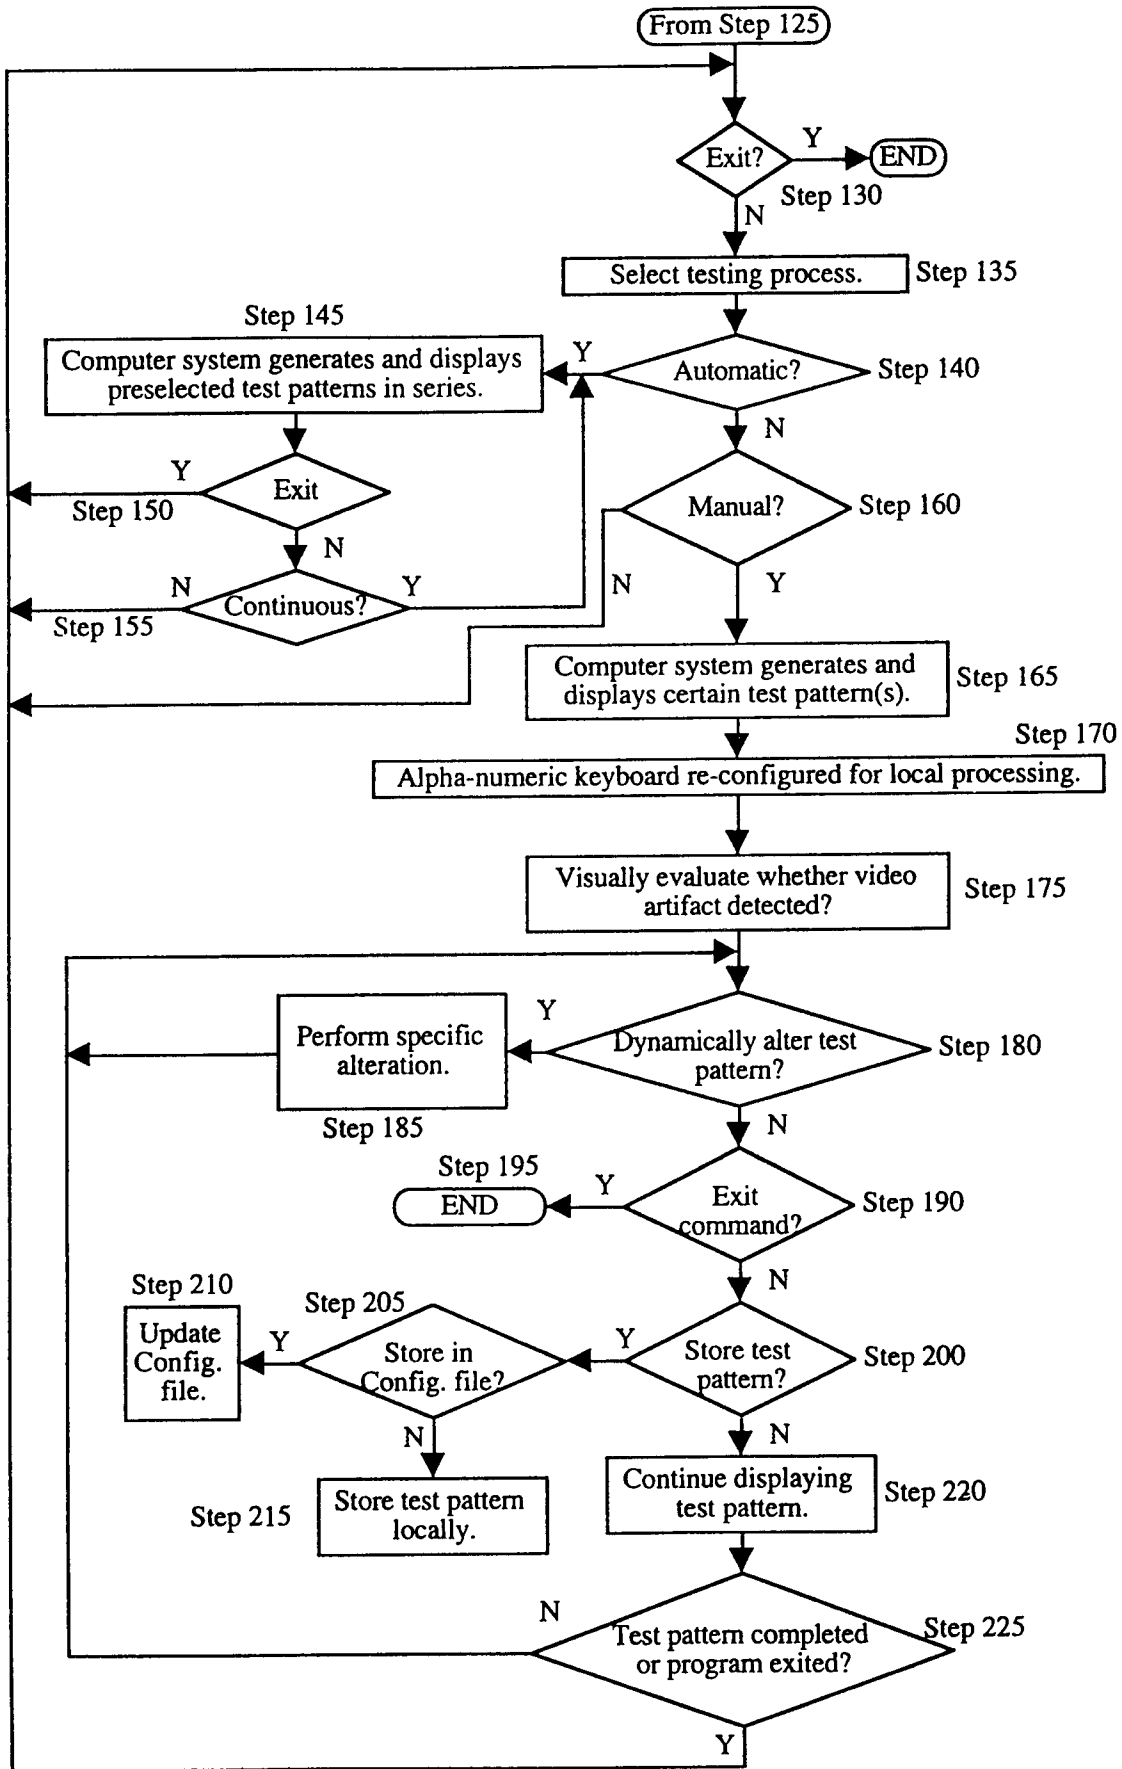 From Step 125
Exit?
Y
END
Step 130
N
Select testing process.
Step 135
Step 145
Computer system generates and displays
preselected test patterns in series.
Y
Automatic?
Step 140
N
Y
Exit
Step 150
N
Manual?
Step 160
N
Continuous?
Y
Step 155
N
Y
Computer system generates and
displays certain test pattern(s).
Step 165
Step 170
Alpha-numeric keyboard re-configured for local processing.
Visually evaluate whether video
artifact detected?
Step 175
Perform specific
alteration.
Y
Dynamically alter test
pattern?
Step 180
Step 185
N
Step 195
END
Y
Exit
command?
Step 190
N
Step 210
Update
Config.
file.
Y
Step 205
Store in
Config. file?
Y
Store test
pattern?
Step 200
N
N
Step 215
Store test pattern
locally.
Continue displaying
test pattern.
Step 220
N
Test pattern completed
or program exited?
Step 225
Y